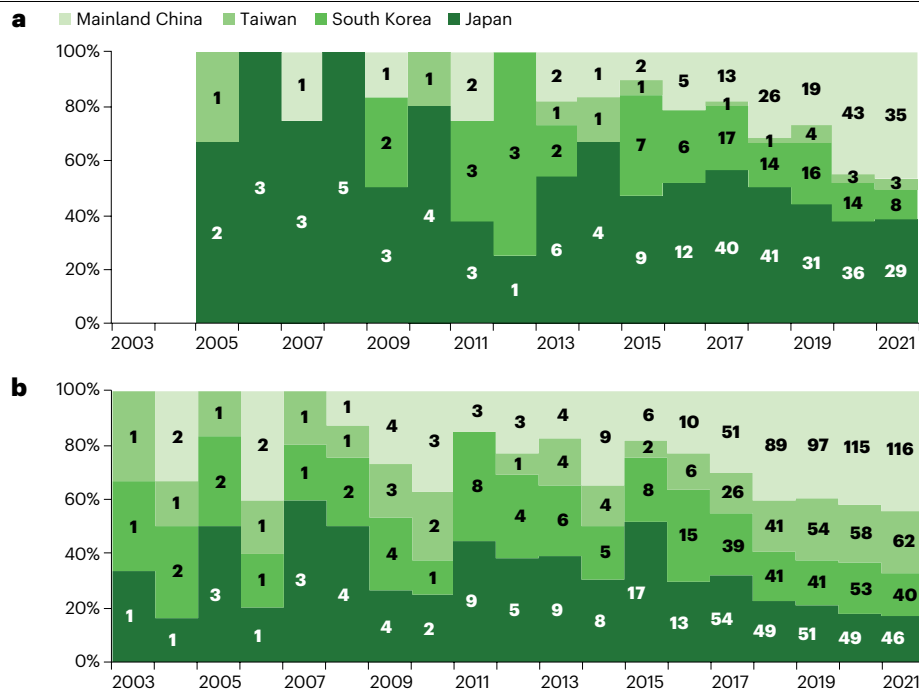 a Mainland China Taiwan South Korea Japan
100%
80%
60%
40%
20%
0%
1 1 1 1 2 2 1 2 5 13 26 19 43 35
1 1 1 1 4 3 3
2 3 3 2 7 6 17 14 16 14 8
2 3 3 5 3 4 3 1 6 4 9 12 40 41 31 36 29
2003 2005 2007 2009 2011 2013 2015 2017 2019 2021
b
100%
80%
60%
40%
20%
0%
2 2 1 4 3 3 3 4 9 6 10 51 89 97 115 116
1 1 1 1 1 1 3 2 1 4 4 2 6 26 41 54 58 62
1 2 2 1 1 2 4 1 8 4 6 5 8 15 39 41 41 53 40
1 1 3 1 3 4 4 2 9 5 9 8 17 13 54 49 51 49 46
2003 2005 2007 2009 2011 2013 2015 2017 2019 2021